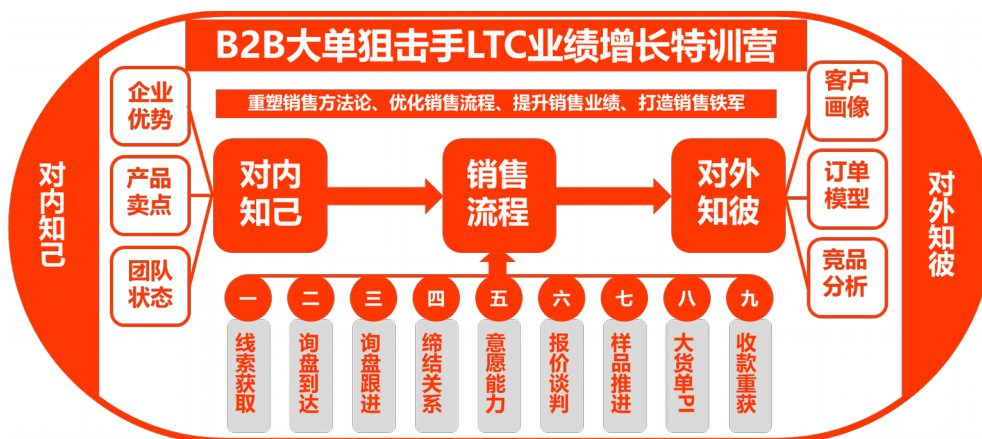 B2B大单狙击手LTC业绩增长特训营
重塑销售方法论、优化销售流程、提升销售业绩、打造销售铁军
对内知己
企业
优势
产品
卖点
团队
状态
对内
知己
销售
流程
对外
知彼
客户
画像
订单
模型
竞品
分析
对外知彼
一
二
三
四
五
六
七
八
九
线索获取
询盘到达
询盘跟进
缔结关系
意愿能力
报价谈判
样品推进
大货单PI
收款重获